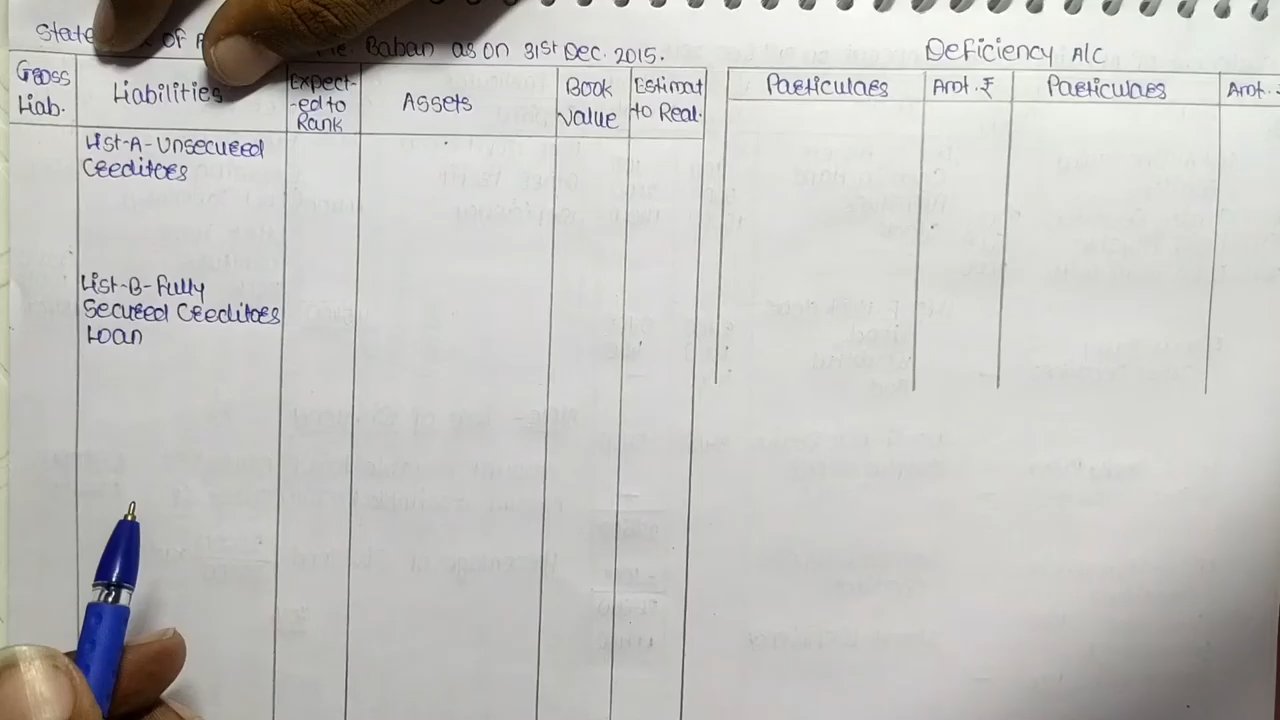 State of A Baban as on 31st Dec. 2015.
Gross Liab.
Liabilities
Expect-
-ed to
Rank
Assets
Book
Value
Estimat
to Real.
List-A-Unsecured
Creditors
List-B-Fully
Secured Creditors
Loan
Deficiency A/c
Particulars
Amt. ₹
Particulars
Amt.